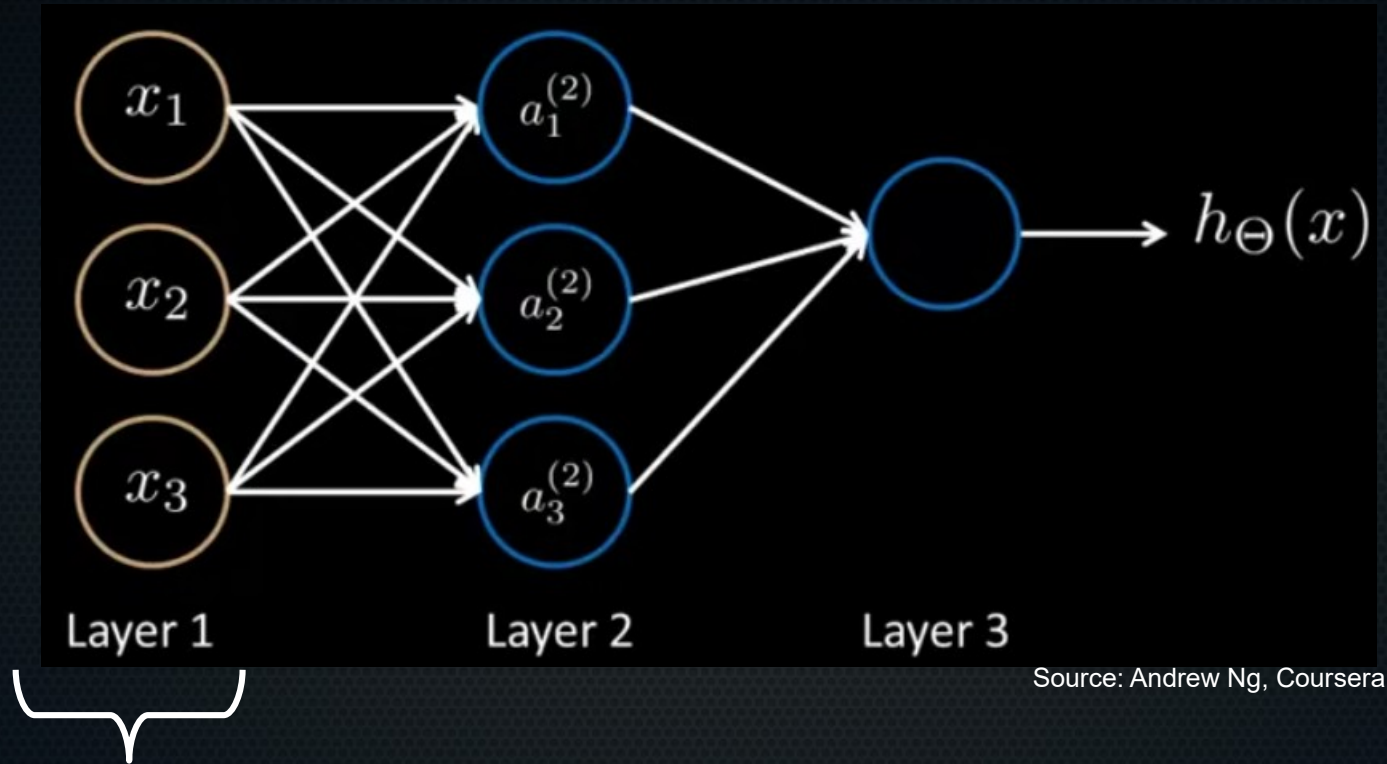 x₁
a₁⁽²⁾
x₂
a₂⁽²⁾
h_Θ(x)
x₃
a₃⁽²⁾
Layer 1
Layer 2
Layer 3
Source: Andrew Ng, Coursera